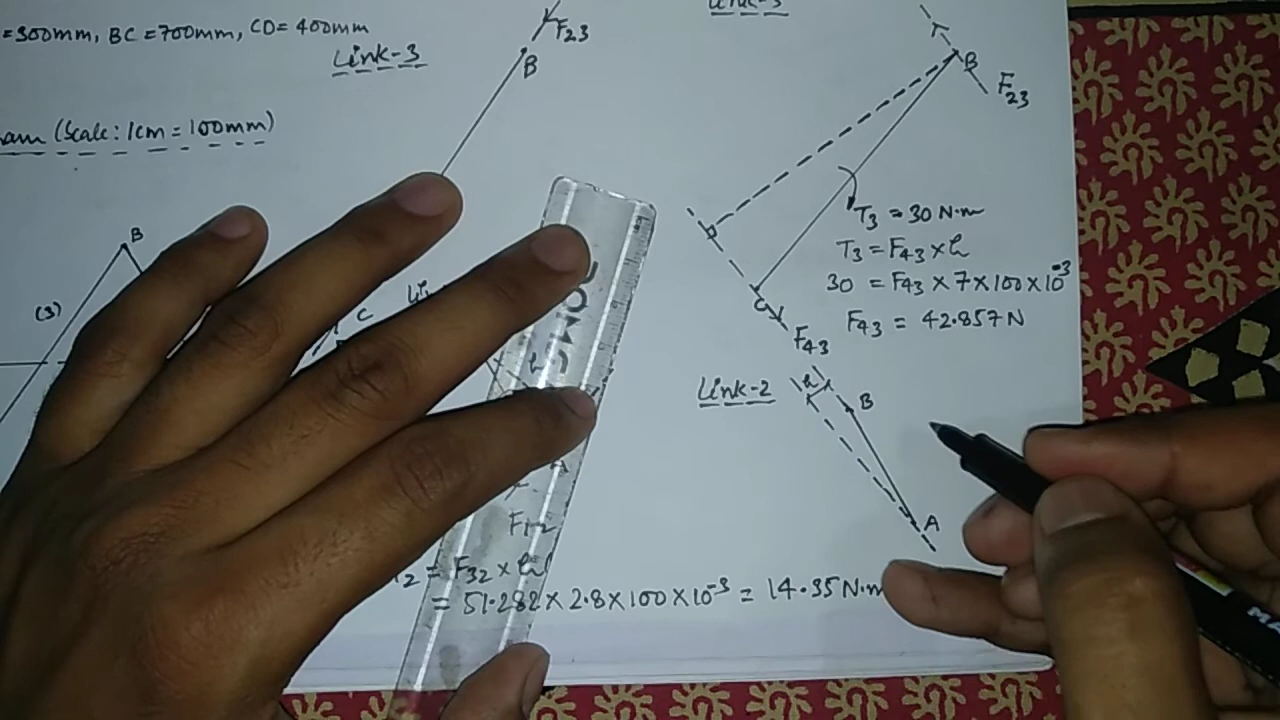 =300mm, BC=700mm, CD=400mm
Link-3
F23
B
am (Scale: 1cm = 100mm)
B
(3)
C
F12
2 = F32 × h
= 51.282 × 2.8 × 100 × 10⁻³ = 14.35 N.m
B
F23
T3 = 30 N.m
T3 = F43 × h
30 = F43 × 7 × 100 × 10⁻³
F43 = 42.857 N
C
F43
Link-2
h
B
A